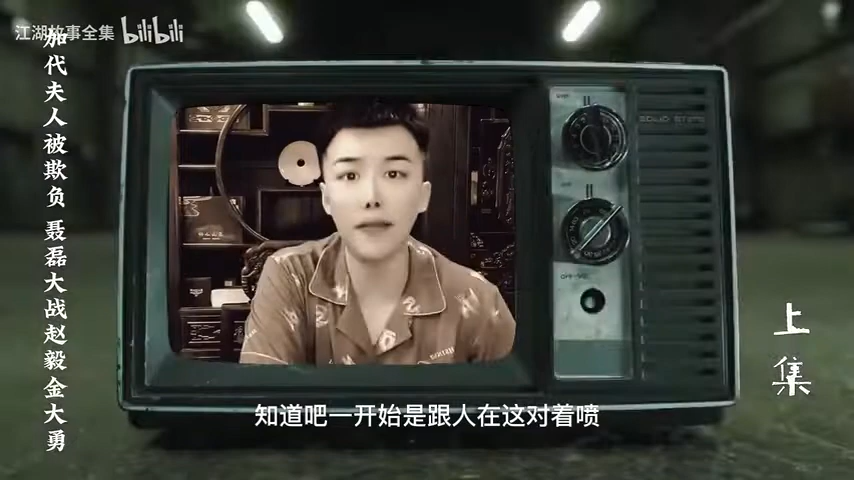 江湖故事全集 bilibili
加代夫人被欺负 聂磊大战赵毅金大勇
SOLID STATE
上集
知道吧一开始是跟人在这对着喷